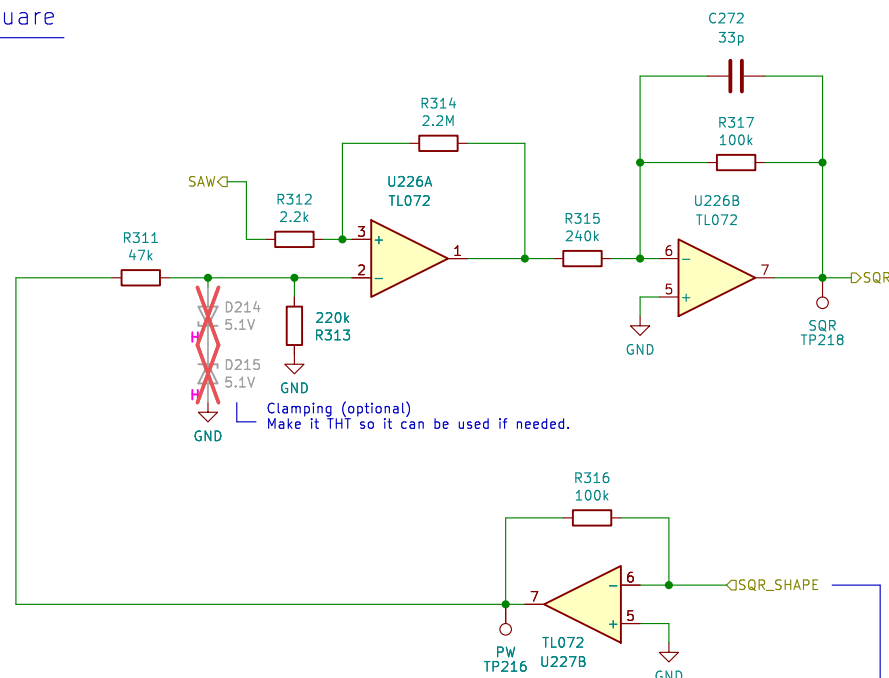 uare
C272
33p
R314
2.2M
R317
100k
SAW
U226A
TL072
R312
2.2k
U226B
TL072
R315
240k
R311
47k
3
+
1
2
-
6
-
7
5
+
SQR
D214
5.1V
H
220k
R313
GND
SQR
TP218
D215
5.1V
H
GND
GND
Clamping (optional)
Make it THT so it can be used if needed.
R316
100k
6
-
SQR_SHAPE
7
5
+
TL072
U227B
PW
TP216
GND